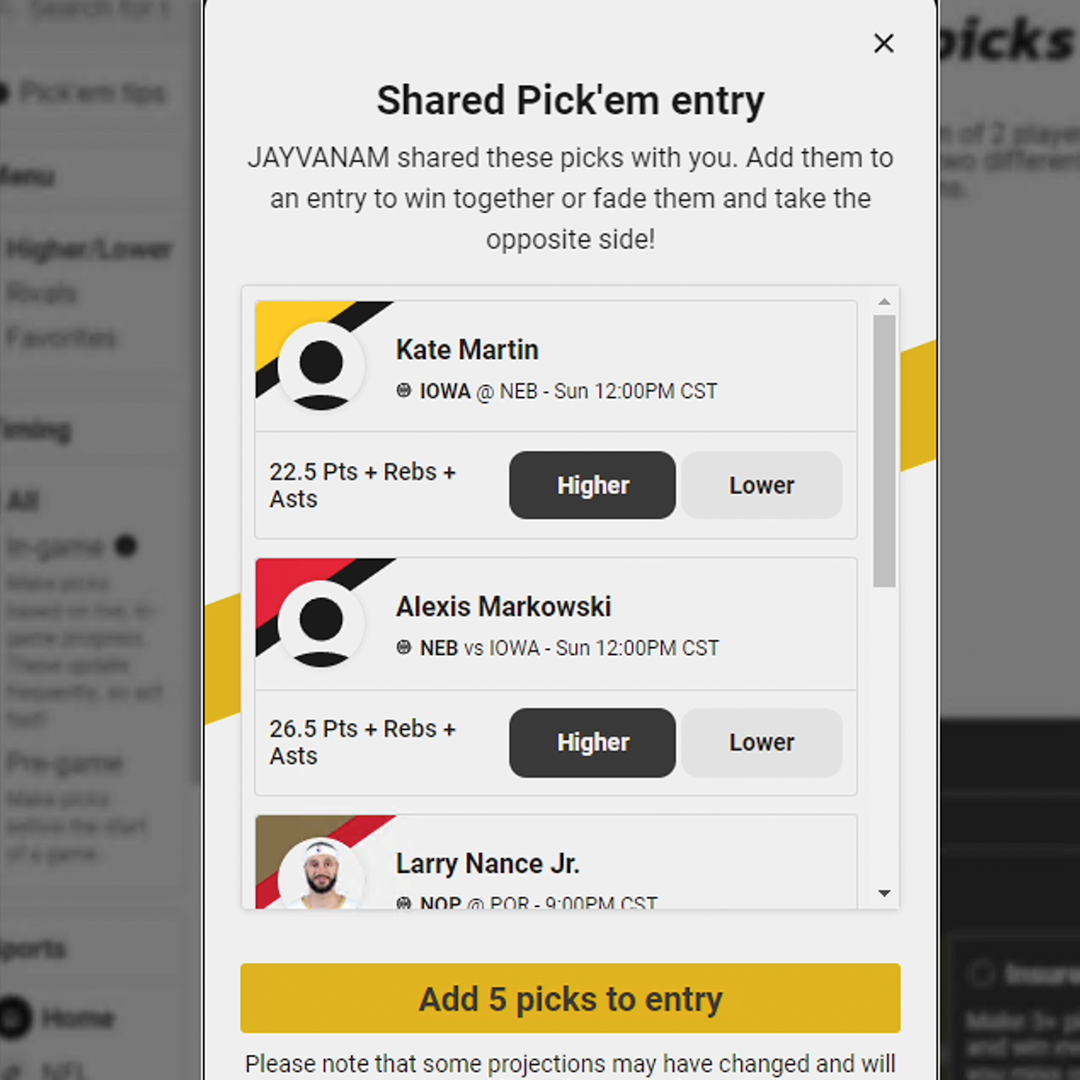 Search for t
picks
Pick'em tips
Menu
Higher/Lower
Rivals
Favorites
Timing
All
In-game
Make picks
based on live, in-
game progress.
These update
frequently, so act
fast!
Pre-game
Make picks
before the start
of a game.
Sports
Home
NFL
Shared Pick'em entry
JAYVANAM shared these picks with you. Add them to
an entry to win together or fade them and take the
opposite side!
Kate Martin
IOWA @ NEB - Sun 12:00PM CST
22.5 Pts + Rebs +
Asts
Higher
Lower
Alexis Markowski
NEB vs IOWA - Sun 12:00PM CST
26.5 Pts + Rebs +
Asts
Higher
Lower
Larry Nance Jr.
NOP @ POR - 9:00PM CST
Add 5 picks to entry
Please note that some projections may have changed and will
of 2 playe
two different
Insure
Make 3+ p
and win ev